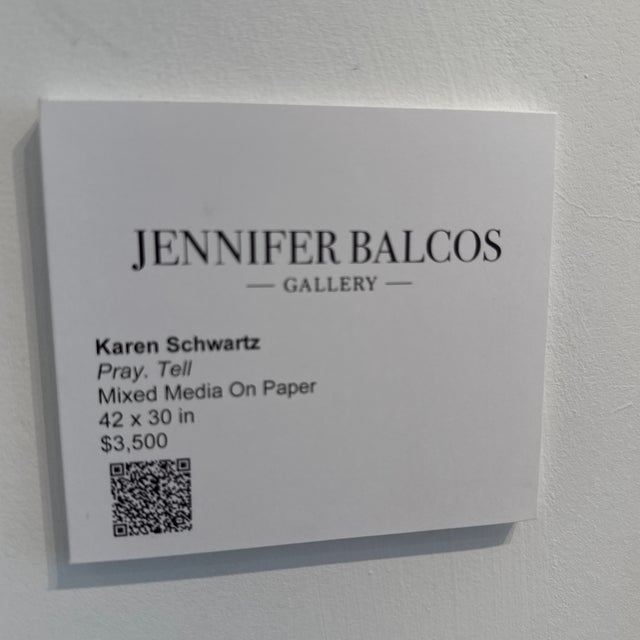 JENNIFER BALCOS
— GALLERY —
Karen Schwartz
Pray. Tell
Mixed Media On Paper
42 x 30 in
$3,500